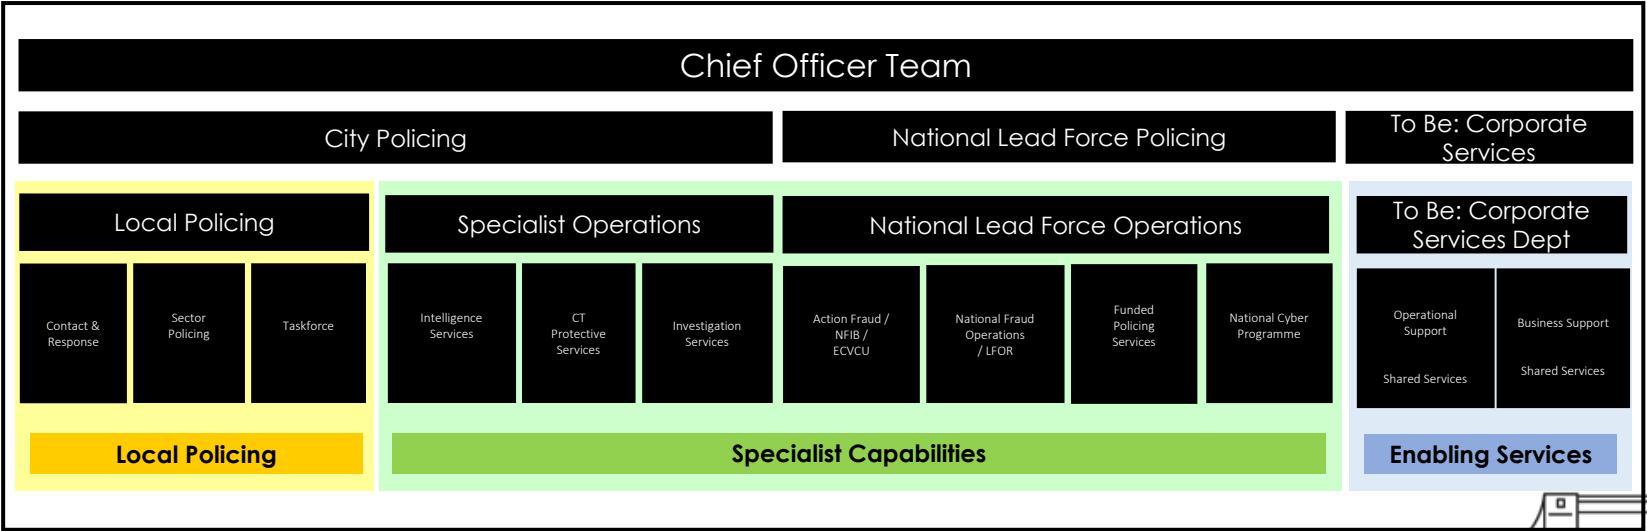 Chief Officer Team
City Policing
National Lead Force Policing
To Be: Corporate
Services
Local Policing
Specialist Operations
National Lead Force Operations
To Be: Corporate
Services Dept
Contact &
Response
Sector
Policing
Taskforce
Intelligence
Services
CT
Protective
Services
Investigation
Services
Action Fraud /
NFIB /
ECVCU
National Fraud
Operations
/ LFOR
Funded
Policing
Services
National Cyber
Programme
Operational
Support
Shared Services
Business Support
Shared Services
Local Policing
Specialist Capabilities
Enabling Services